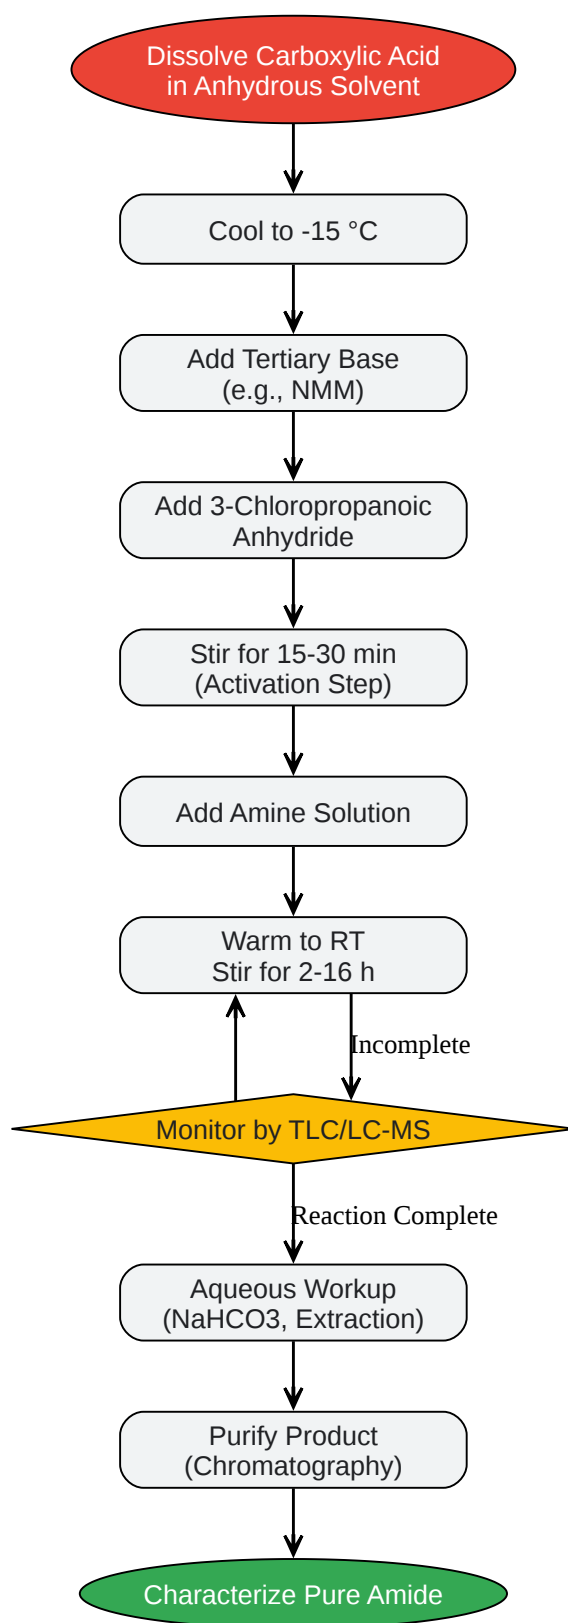 Dissolve Carboxylic Acid
in Anhydrous Solvent
Cool to -15 °C
Add Tertiary Base
(e.g., NMM)
Add 3-Chloropropanoic
Anhydride
Stir for 15-30 min
(Activation Step)
Add Amine Solution
Warm to RT
Stir for 2-16 h
Incomplete
Monitor by TLC/LC-MS
Reaction Complete
Aqueous Workup
(NaHCO3, Extraction)
Purify Product
(Chromatography)
Characterize Pure Amide